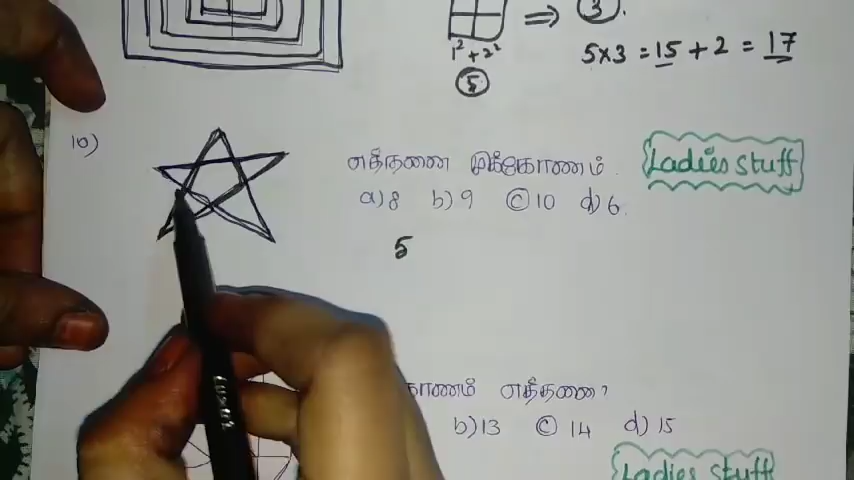 1² + 2²
5
⇒ 3.
5x3 = 15 + 2 = 17
10)
எத்தனை முக்கோணம்.
a) 8 b) 9 c) 10 d) 6.
Ladies stuff
5
கோணம் எத்தனை?
b) 13 c) 14 d) 15
Ladies stuff